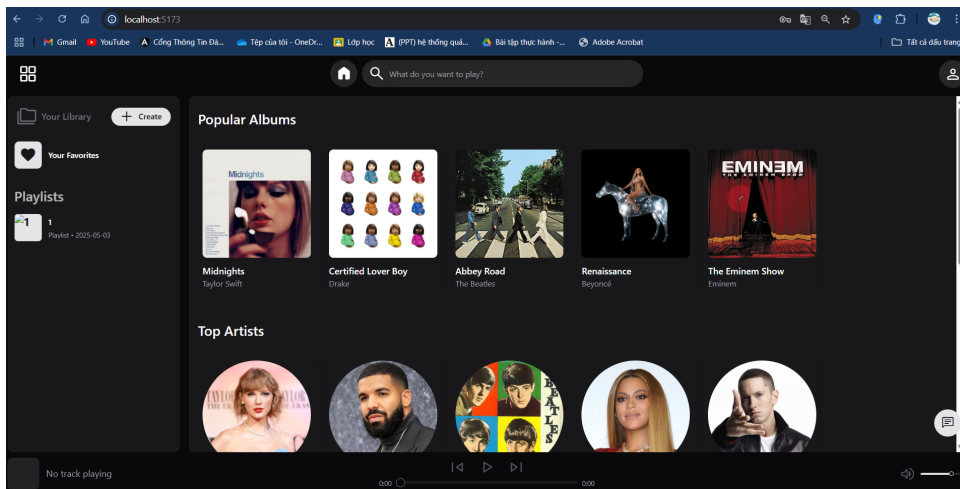 localhost:5173
Gmail
YouTube
Cổng Thông Tin Đà...
Tệp của tôi - OneDr...
Lớp học
(PPT) hệ thống quả...
Bài tập thực hành -...
Adobe Acrobat
Tất cả dấu trang
What do you want to play?
Your Library
Create
Your Favorites
Playlists
1
1
Playlist • 2025-05-03
Popular Albums
Midnights
EMINEM
THE EMINEM SHOW
Midnights
Taylor Swift
Certified Lover Boy
Drake
Abbey Road
The Beatles
Renaissance
Beyoncé
The Eminem Show
Eminem
Top Artists
BEATLES
No track playing
0:00
0:00